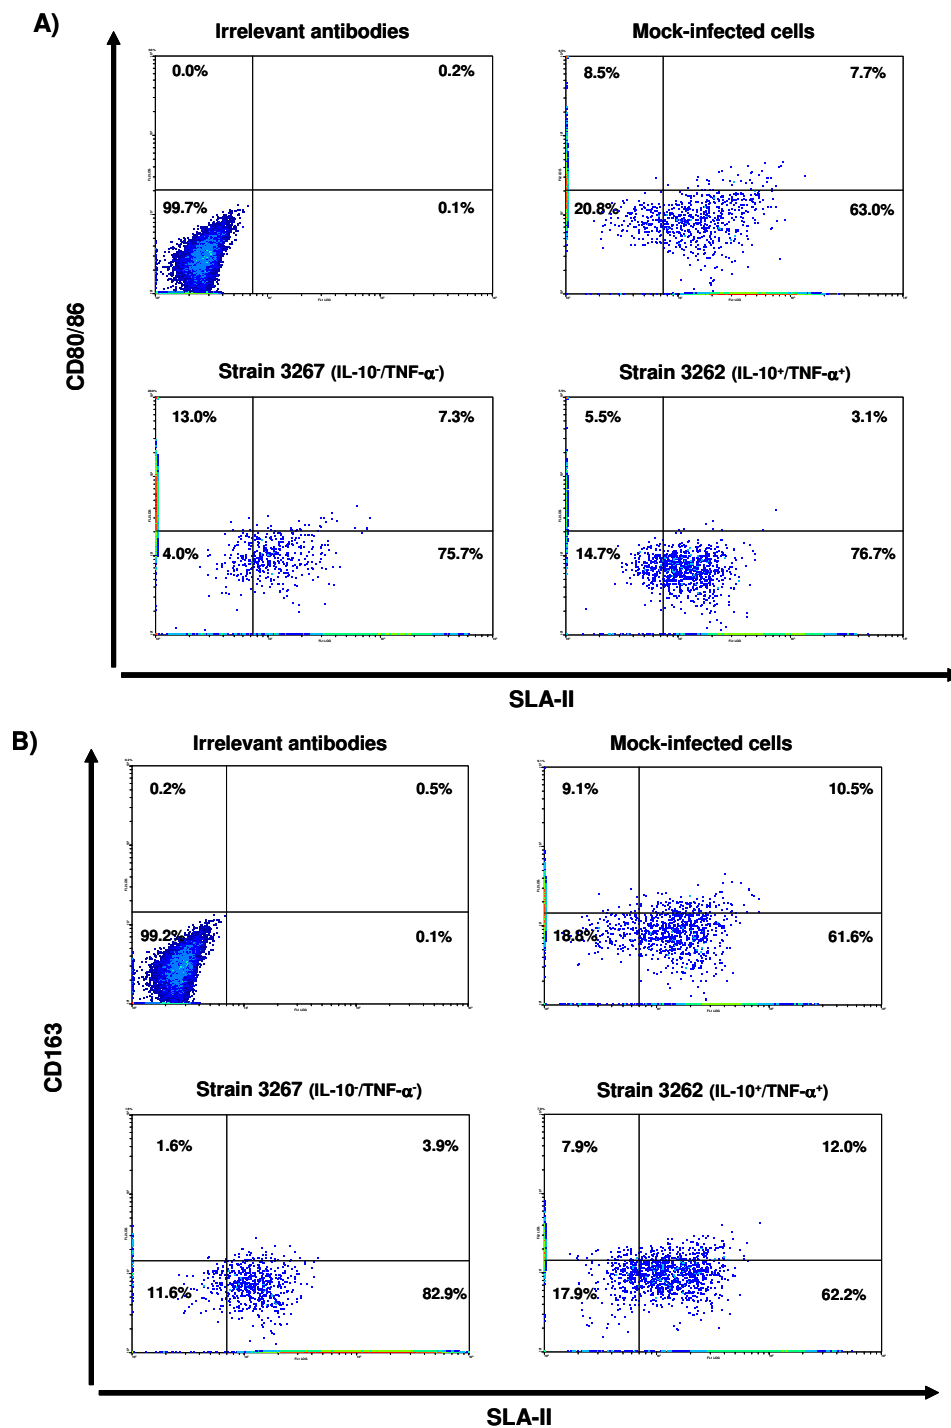 A)
Irrelevant antibodies
Mock-infected cells
0.0%
0.2%
8.5%
7.7%
99.7%
0.1%
20.8%
63.0%
CD80/86
Strain 3267 (IL-10⁻/TNF-α⁻)
Strain 3262 (IL-10⁺/TNF-α⁺)
13.0%
7.3%
5.5%
3.1%
4.0%
75.7%
14.7%
76.7%
SLA-II
B)
Irrelevant antibodies
Mock-infected cells
0.2%
0.5%
9.1%
10.5%
99.2%
0.1%
18.8%
61.6%
CD163
Strain 3267 (IL-10⁻/TNF-α⁻)
Strain 3262 (IL-10⁺/TNF-α⁺)
1.6%
3.9%
7.9%
12.0%
11.6%
82.9%
17.9%
62.2%
SLA-II